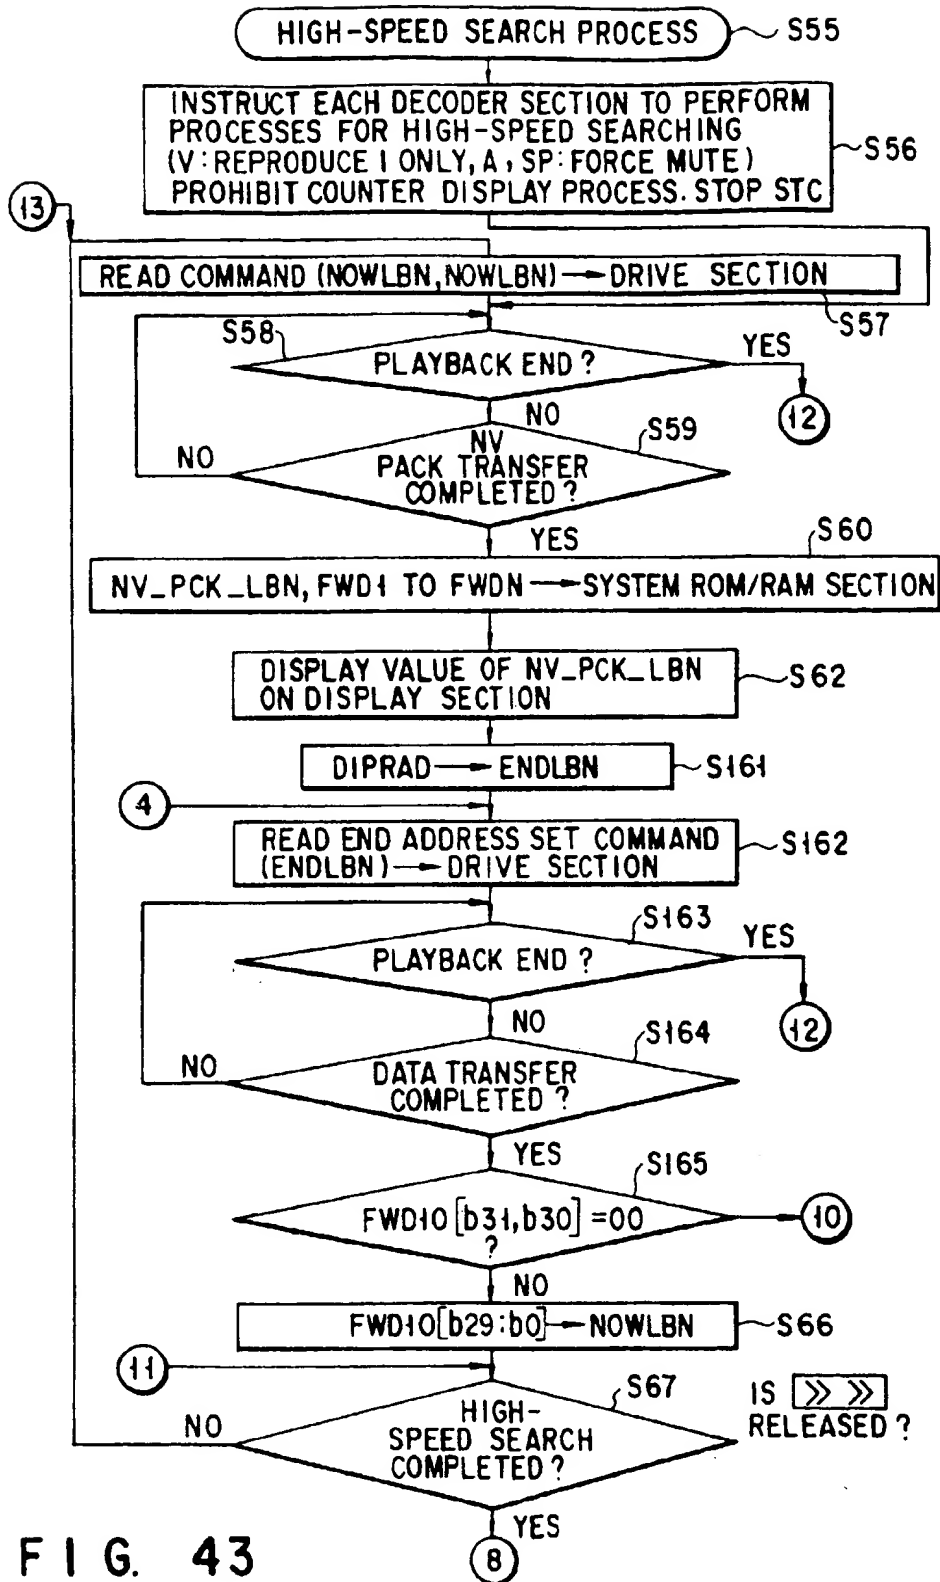 HIGH-SPEED SEARCH PROCESS
S55
INSTRUCT EACH DECODER SECTION TO PERFORM
PROCESSES FOR HIGH-SPEED SEARCHING
(V:REPRODUCE I ONLY, A, SP:FORCE MUTE)
PROHIBIT COUNTER DISPLAY PROCESS. STOP STC
S56
13
READ COMMAND (NOWLBN,NOWLBN) → DRIVE SECTION
S57
S58
PLAYBACK END ?
YES
12
NO
S59
NV
PACK TRANSFER
COMPLETED ?
NO
YES
S60
NV_PCK_LBN, FWD1 TO FWDN → SYSTEM ROM/RAM SECTION
DISPLAY VALUE OF NV_PCK_LBN
ON DISPLAY SECTION
S62
DIPRAD → ENDLBN
S161
4
READ END ADDRESS SET COMMAND
(ENDLBN) → DRIVE SECTION
S162
S163
PLAYBACK END ?
YES
12
NO
S164
DATA TRANSFER
COMPLETED ?
NO
YES
S165
FWD10 [b31,b30] =00
?
10
NO
FWD10[b29:b0] → NOWLBN
S66
11
S67
HIGH-
SPEED SEARCH
COMPLETED ?
NO
IS >> >>
RELEASED ?
YES
8
FIG. 43